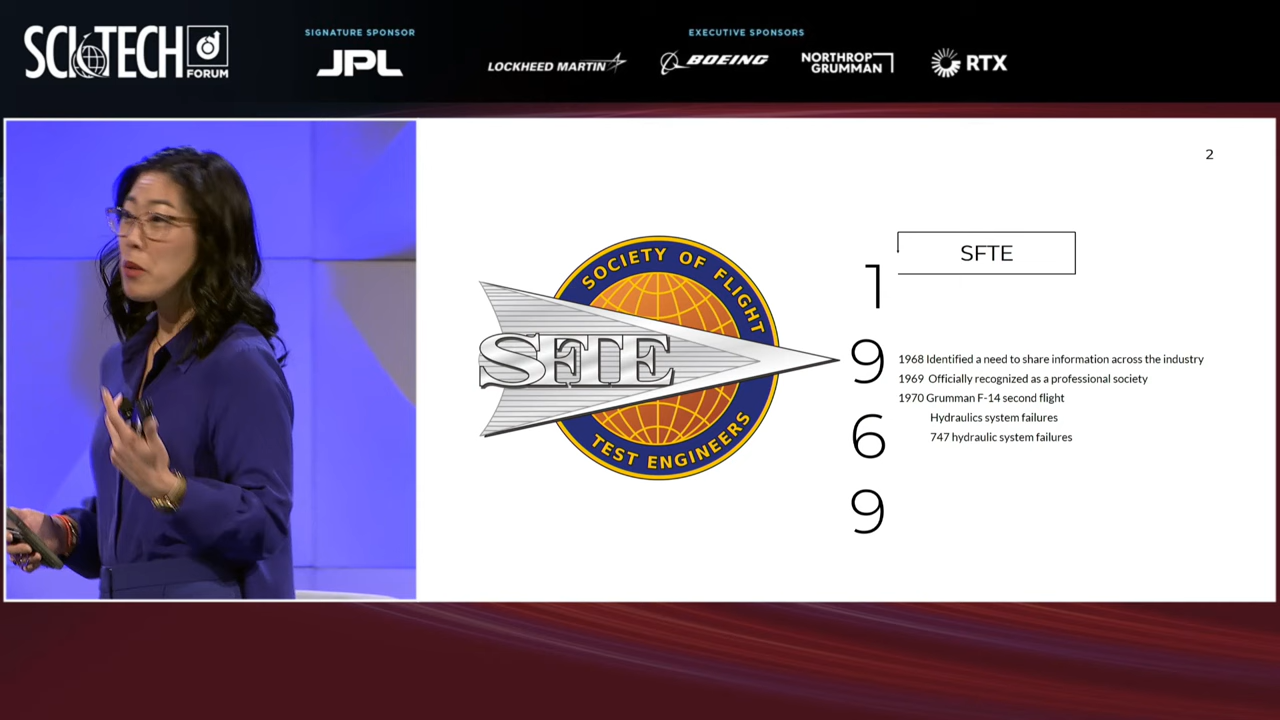 SCITECH
FORUM
SIGNATURE SPONSOR
JPL
EXECUTIVE SPONSORS
LOCKHEED MARTIN
BOEING
NORTHROP
GRUMMAN
RTX
2
SOCIETY OF FLIGHT
SFTE
TEST ENGINEERS
SFTE
1
9
6
9
1968 Identified a need to share information across the industry
1969 Officially recognized as a professional society
1970 Grumman F-14 second flight
Hydraulics system failures
747 hydraulic system failures